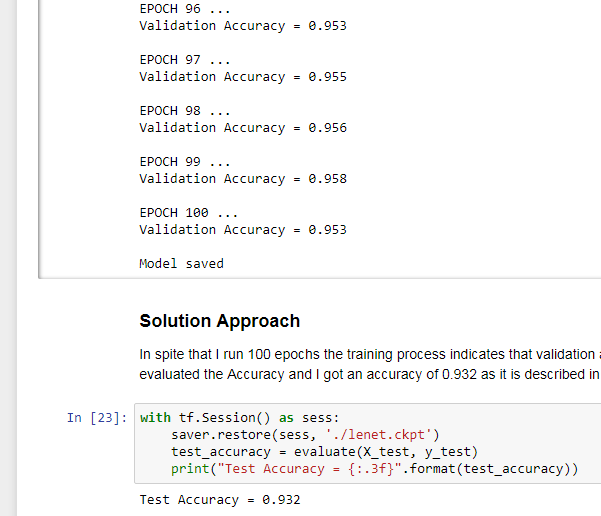 EPOCH 96 ...
Validation Accuracy = 0.953
EPOCH 97 ...
Validation Accuracy = 0.955
EPOCH 98 ...
Validation Accuracy = 0.956
EPOCH 99 ...
Validation Accuracy = 0.958
EPOCH 100 ...
Validation Accuracy = 0.953
Model saved
Solution Approach
In spite that I run 100 epochs the training process indicates that validation
evaluated the Accuracy and I got an accuracy of 0.932 as it is described in
In [23]: with tf.Session() as sess:
saver.restore(sess, './lenet.ckpt')
test_accuracy = evaluate(X_test, y_test)
print("Test Accuracy = {:.3f}".format(test_accuracy))
Test Accuracy = 0.932